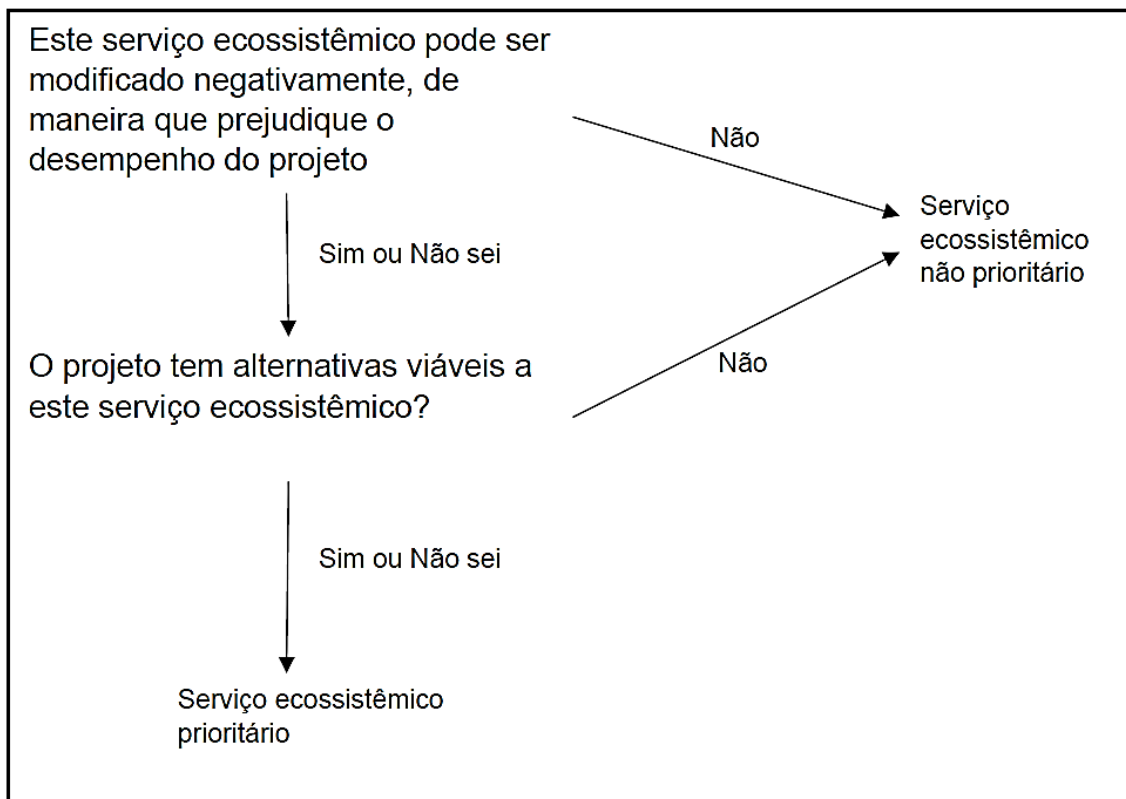 Este serviço ecossistêmico pode ser
modificado negativamente, de
maneira que prejudique o
desempenho do projeto
Não
Serviço
ecossistêmico
não prioritário
Sim ou Não sei
O projeto tem alternativas viáveis a
este serviço ecossistêmico?
Não
Sim ou Não sei
Serviço ecossistêmico
prioritário